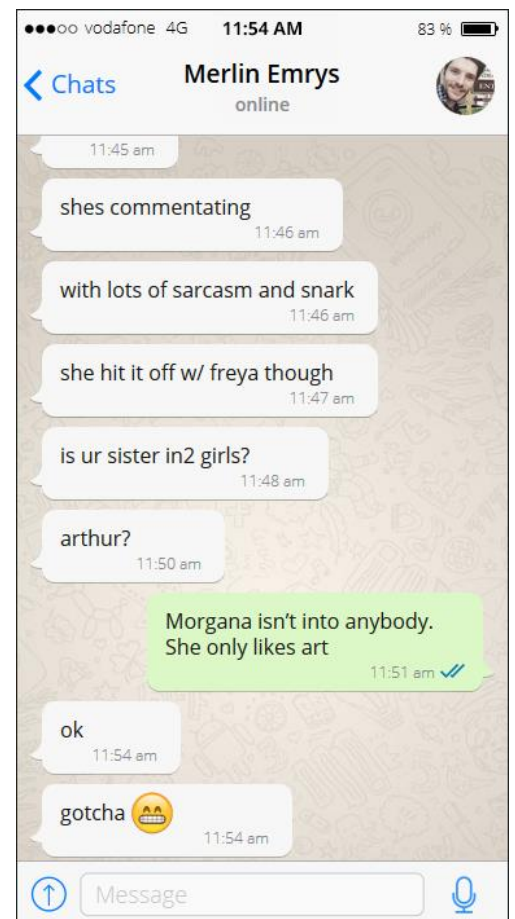 vodafone 4G 11:54 AM 83 %
Chats Merlin Emrys
online
11:45 am
shes commentating
11:46 am
with lots of sarcasm and snark
11:46 am
she hit it off w/ freya though
11:47 am
is ur sister in2 girls?
11:48 am
arthur?
11:50 am
Morgana isn’t into anybody.
She only likes art
11:51 am
ok
11:54 am
gotcha 😁
11:54 am
Message